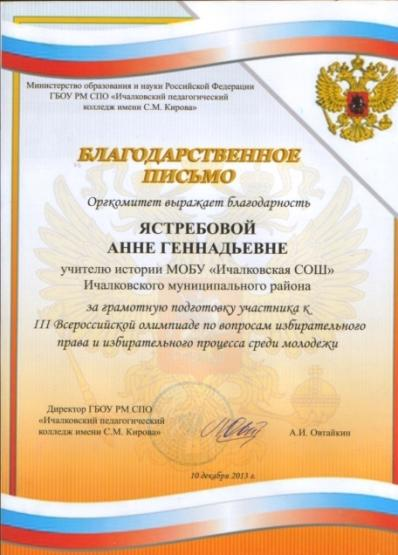 Министерство образования и науки Российской Федерации
ГБОУ РМ СПО «Ичалковский педагогический
колледж имени С.М. Кирова»
БЛАГОДАРСТВЕННОЕ
ПИСЬМО
Оргкомитет выражает благодарность
ЯСТРЕБОВОЙ
АННЕ ГЕННАДЬЕВНЕ
учителю истории МОБУ «Ичалковская СОШ»
Ичалковского муниципального района
за грамотную подготовку участника к
III Всероссийской олимпиаде по вопросам избирательного
права и избирательного процесса среди молодежи
Директор ГБОУ РМ СПО
«Ичалковский педагогический
колледж имени С.М. Кирова»
А.И. Овтайкин
10 декабря 2013 г.